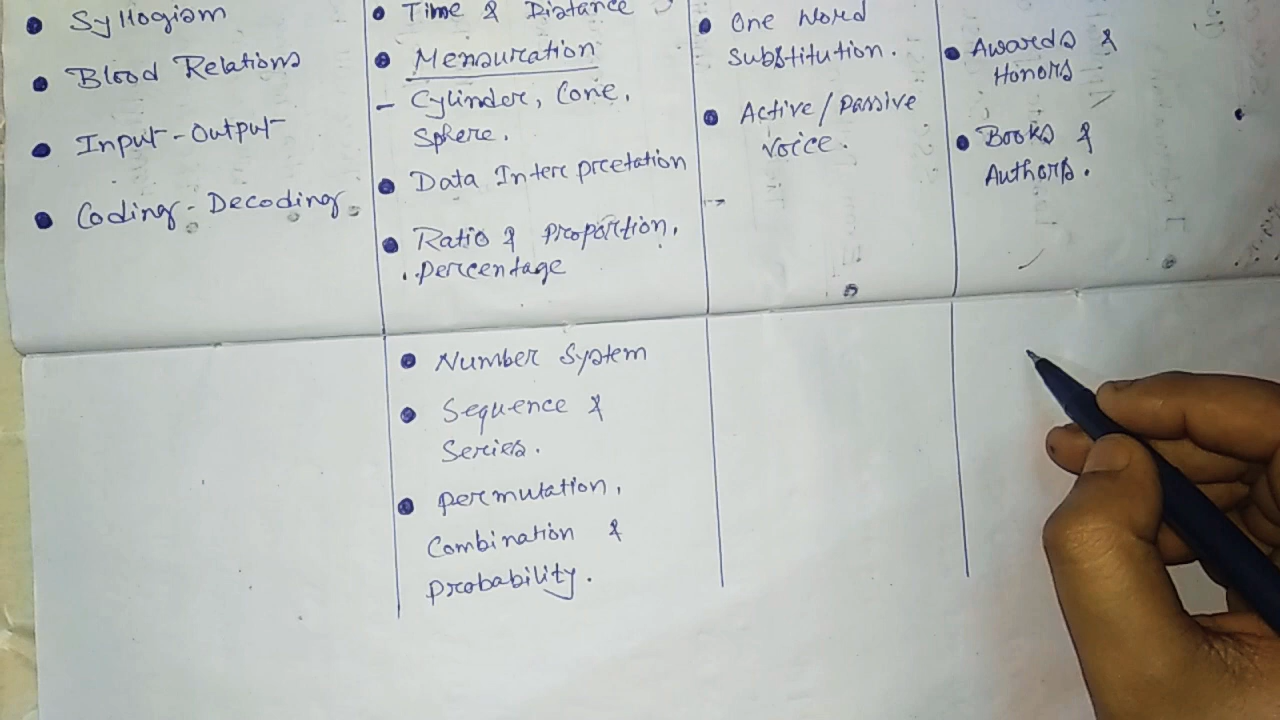 Syllogism
Blood Relations
Input-Output
Coding-Decoding
Time & Distance
Mensuration
- Cylinder, Cone,
Sphere.
Data Interpretation
Ratio & Proportion,
Percentage
Number System
Sequence &
Series.
Permutation,
Combination &
Probability.
One Word
Substitution.
Active/Passive
Voice.
Awards &
Honors
Books &
Authors.